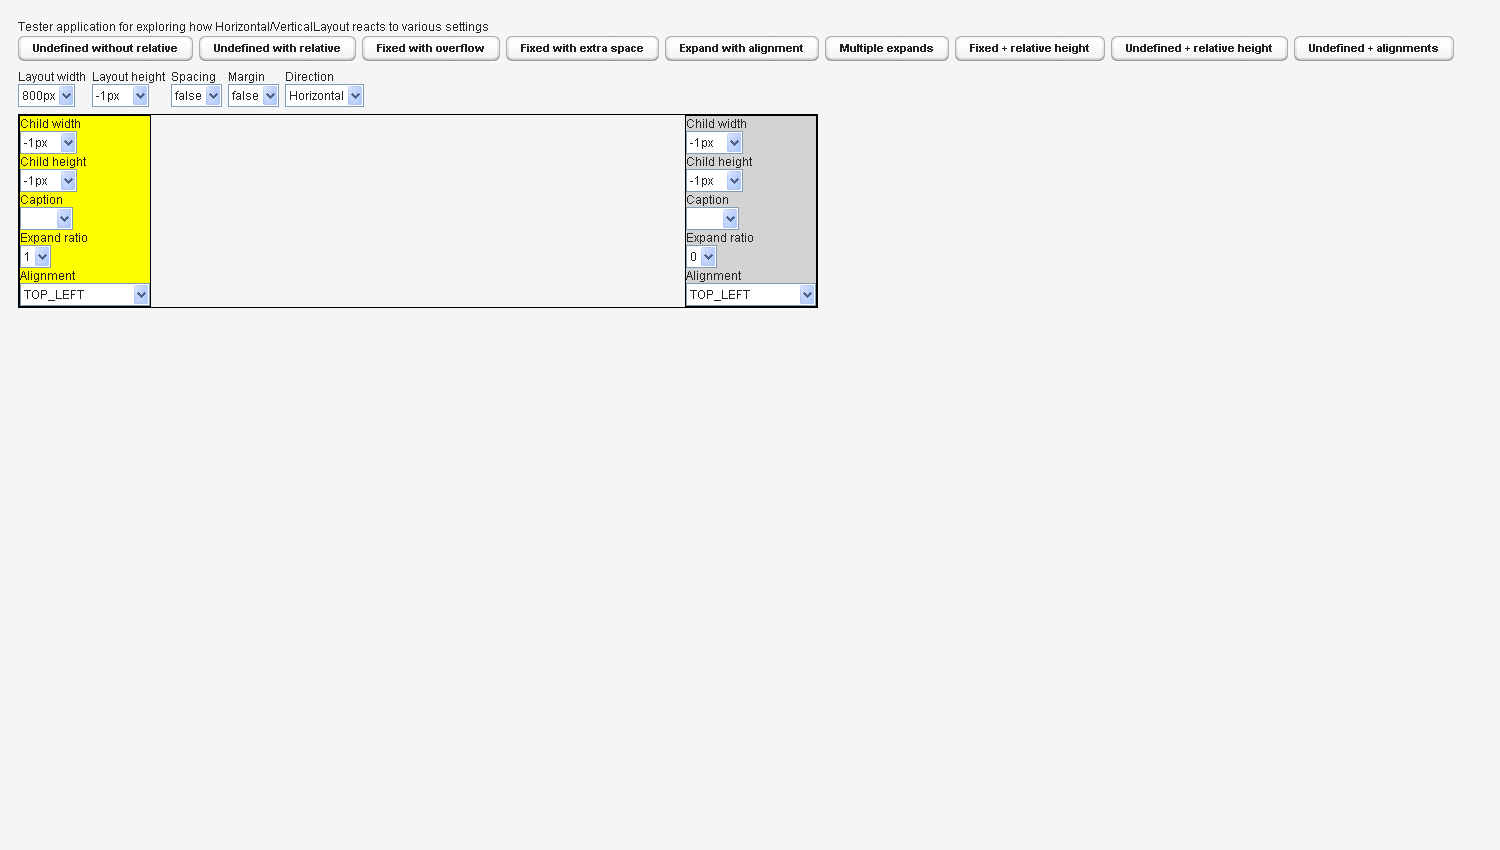 Tester application for exploring how Horizontal/VerticalLayout reacts to various settings
Undefined without relative Undefined with relative Fixed with overflow Fixed with extra space Expand with alignment Multiple expands Fixed + relative height Undefined + relative height Undefined + alignments
Layout width Layout height Spacing Margin Direction
800px -1px false false Horizontal
Child width Child width
-1px -1px
Child height Child height
-1px -1px
Caption Caption
Expand ratio Expand ratio
1 0
Alignment Alignment
TOP_LEFT TOP_LEFT